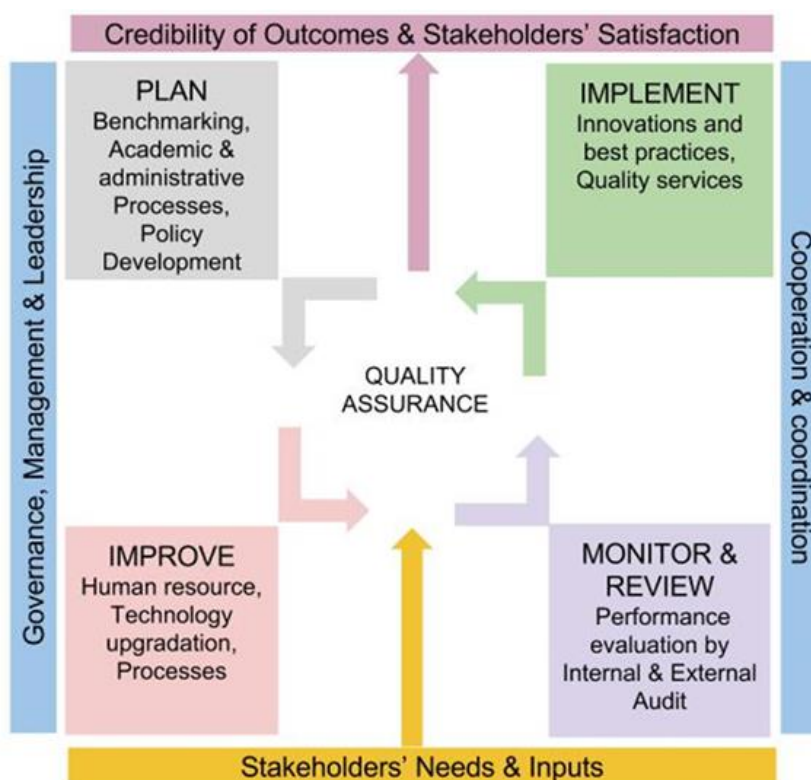 Credibility of Outcomes & Stakeholders' Satisfaction
Governance, Management & Leadership
PLAN
Benchmarking,
Academic &
administrative
Processes,
Policy
Development
IMPLEMENT
Innovations and
best practices,
Quality services
Cooperation & coordination
QUALITY
ASSURANCE
IMPROVE
Human resource,
Technology
upgradation,
Processes
MONITOR &
REVIEW
Performance
evaluation by
Internal & External
Audit
Stakeholders' Needs & Inputs